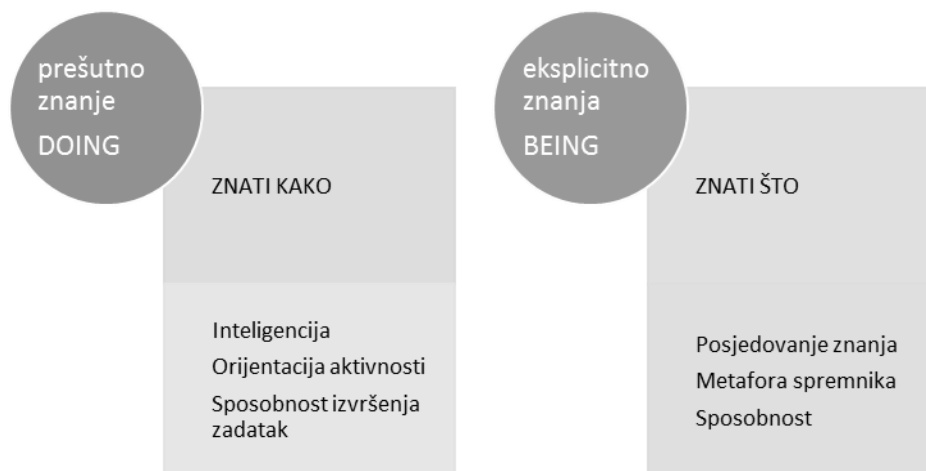 prešutno
znanje
DOING
ZNATI KAKO
Inteligencija
Orijentacija aktivnosti
Sposobnost izvršenja
zadatak
eksplicitno
znanja
BEING
ZNATI ŠTO
Posjedovanje znanja
Metafora spremnika
Sposobnost